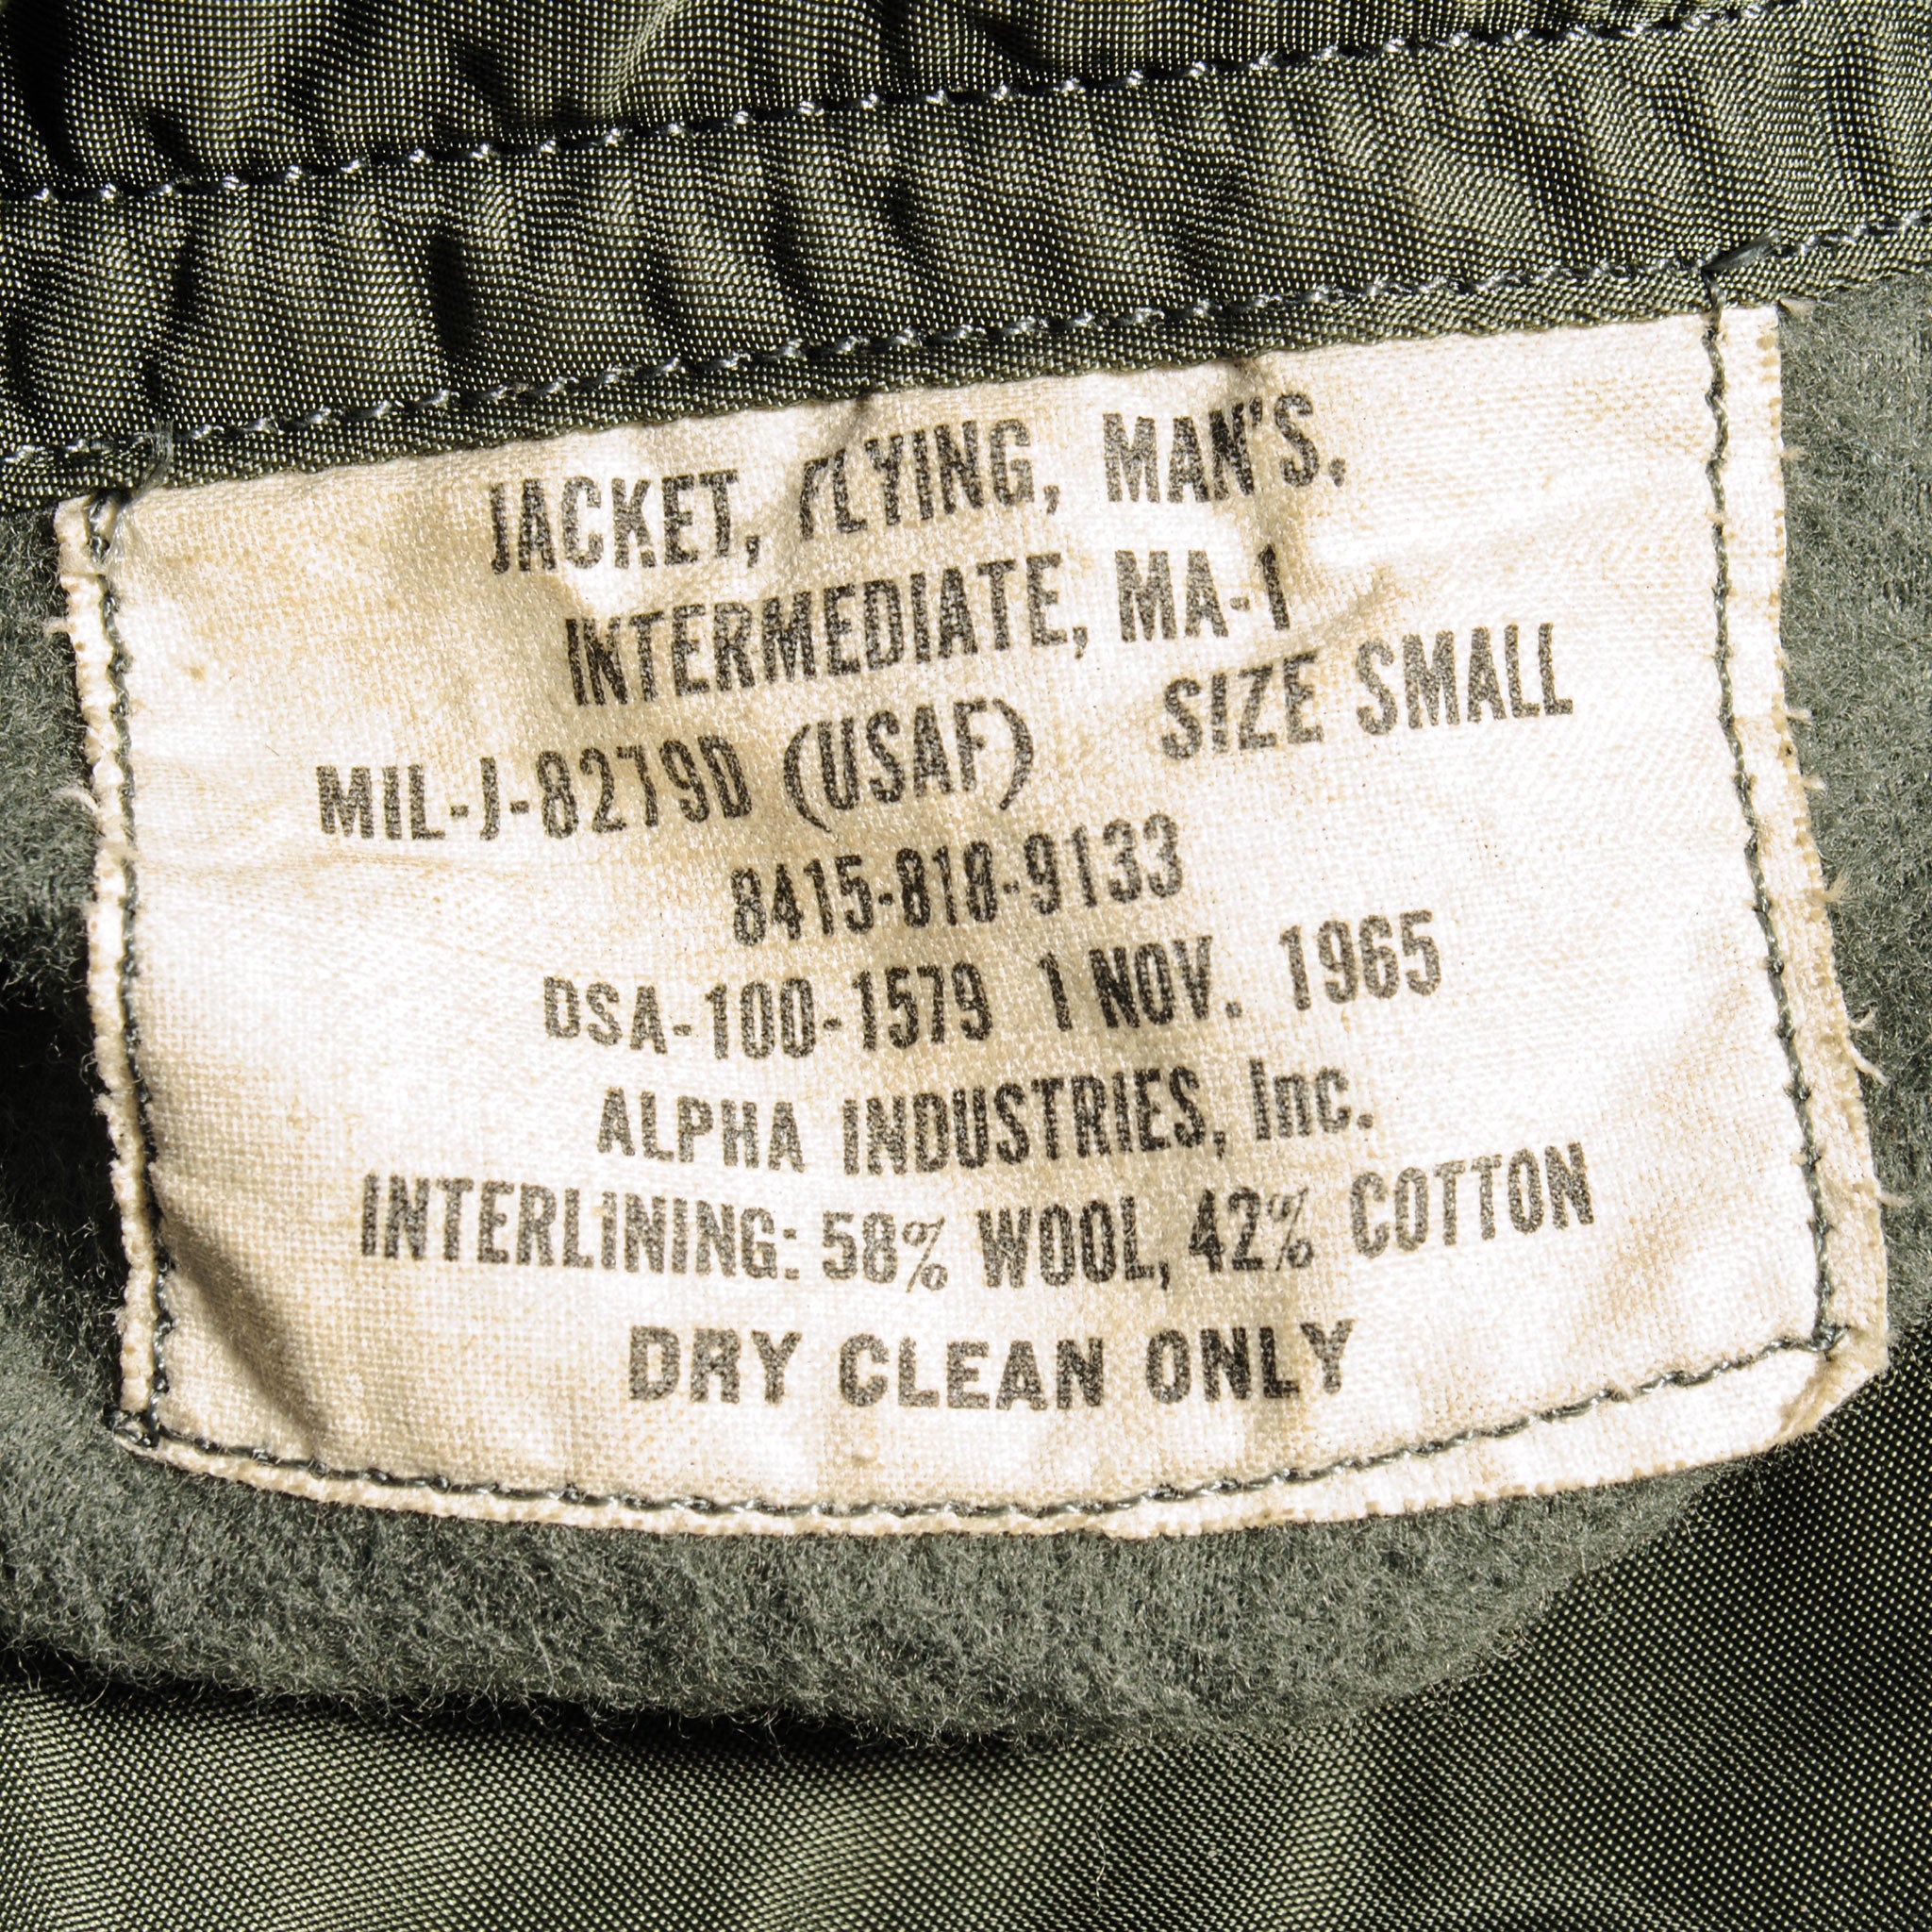 JACKET, FLYING, MAN'S,
INTERMEDIATE, MA-1
MIL-J-8279D (USAF) SIZE SMALL
8415-818-9133
DSA-100-1579 1 NOV. 1965
ALPHA INDUSTRIES, Inc.
INTERLINING: 58% WOOL, 42% COTTON
DRY CLEAN ONLY